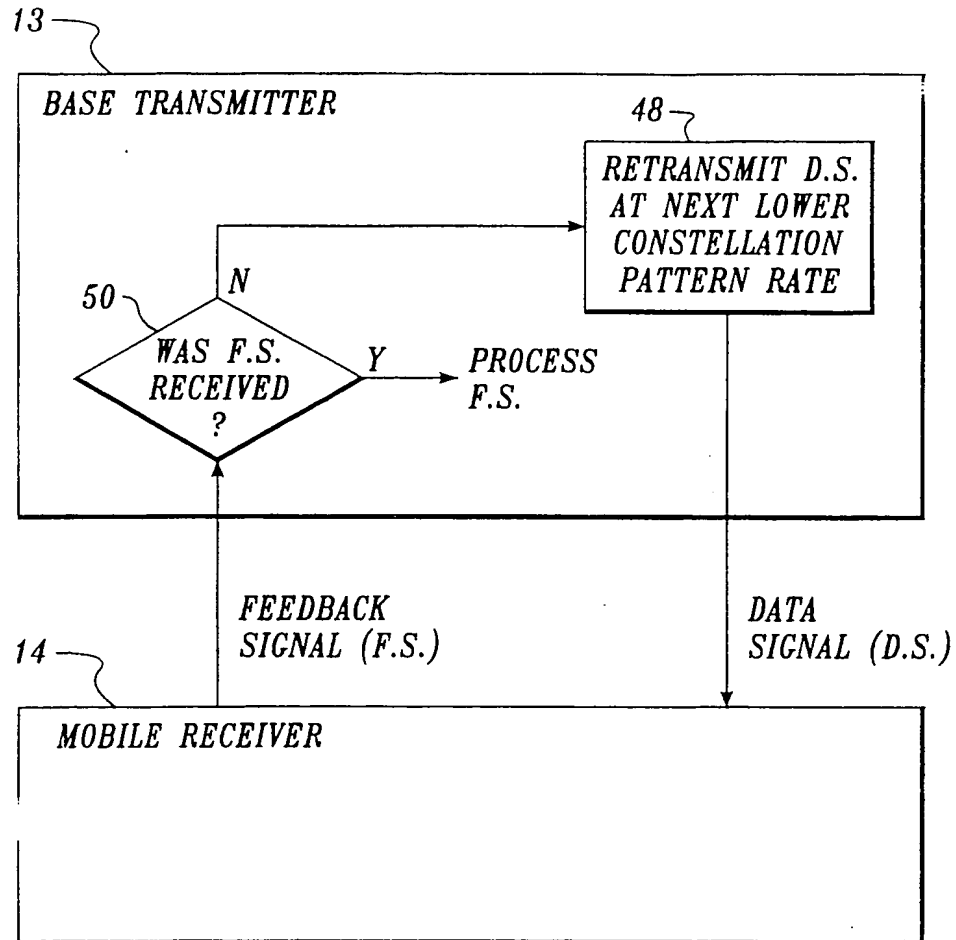 13
BASE TRANSMITTER
48
RETRANSMIT D.S.
AT NEXT LOWER
CONSTELLATION
PATTERN RATE
N
50
WAS F.S.
RECEIVED
?
Y
PROCESS
F.S.
FEEDBACK
SIGNAL (F.S.)
DATA
SIGNAL (D.S.)
14
MOBILE RECEIVER